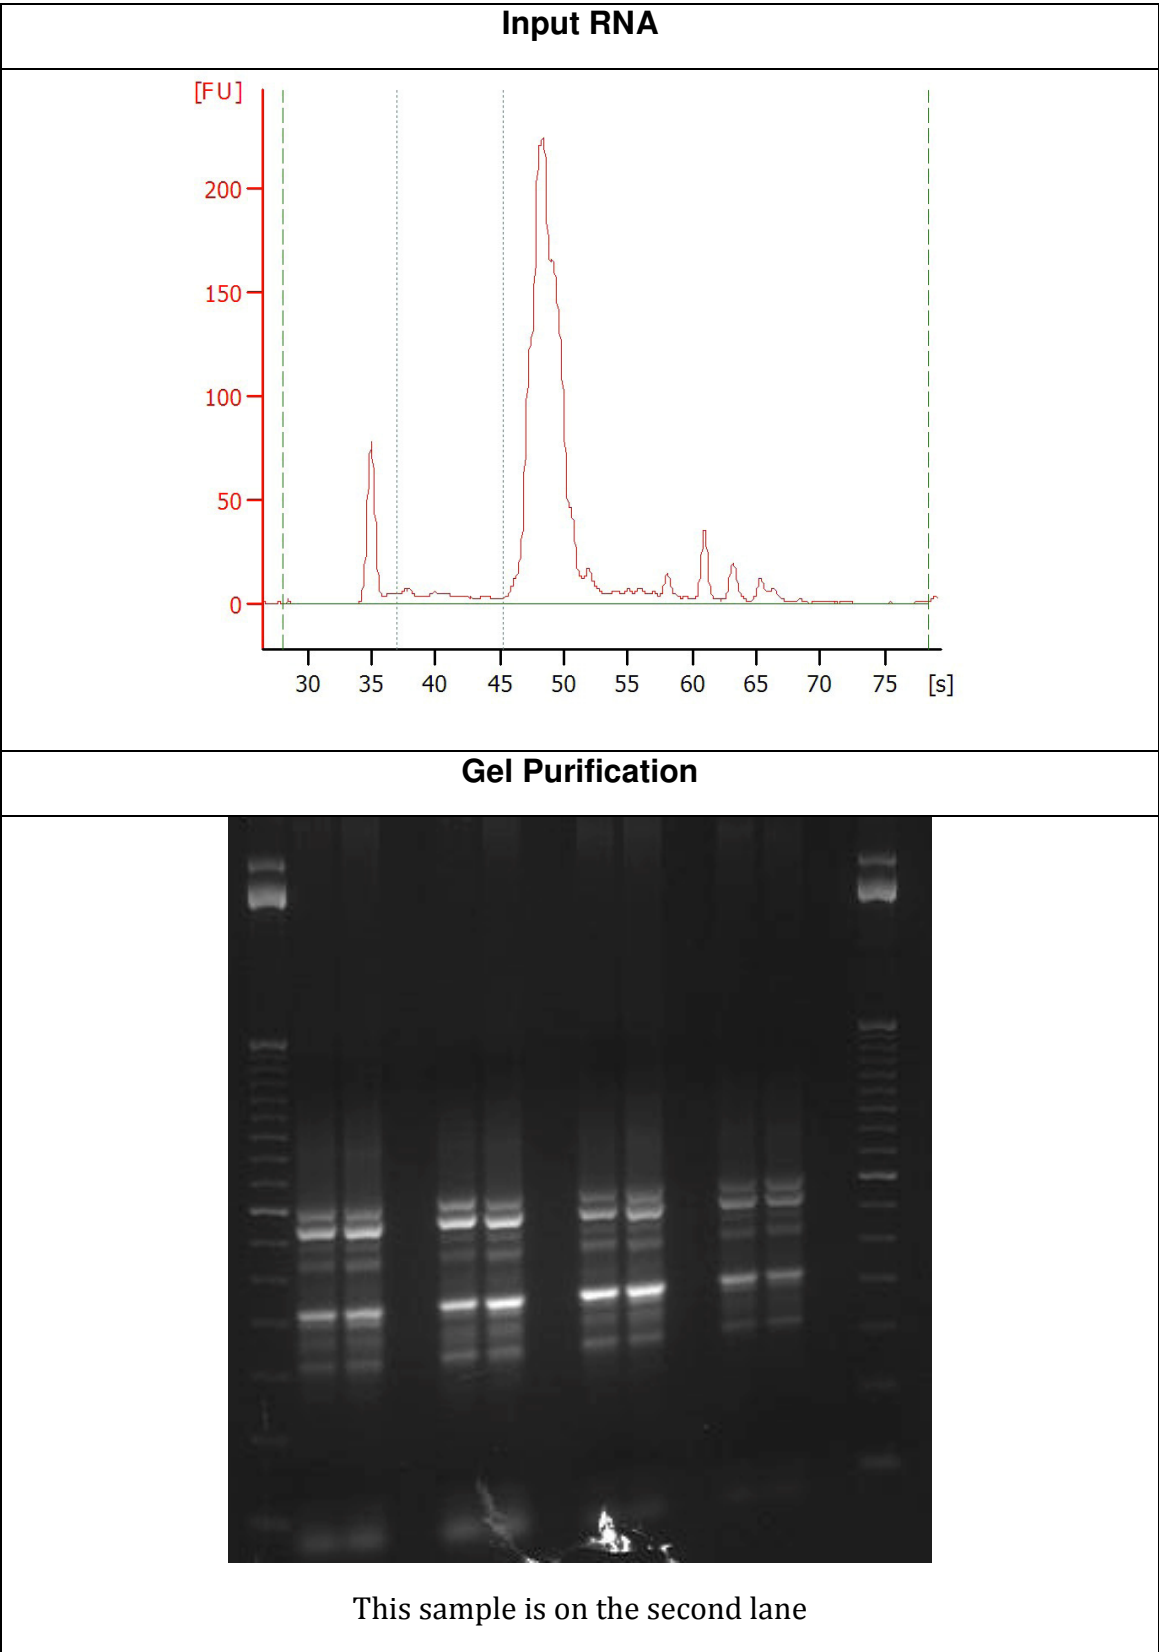 Input RNA
[FU]
200
150
100
50
0
30 35 40 45 50 55 60 65 70 75 [s]
Gel Purification
This sample is on the second lane